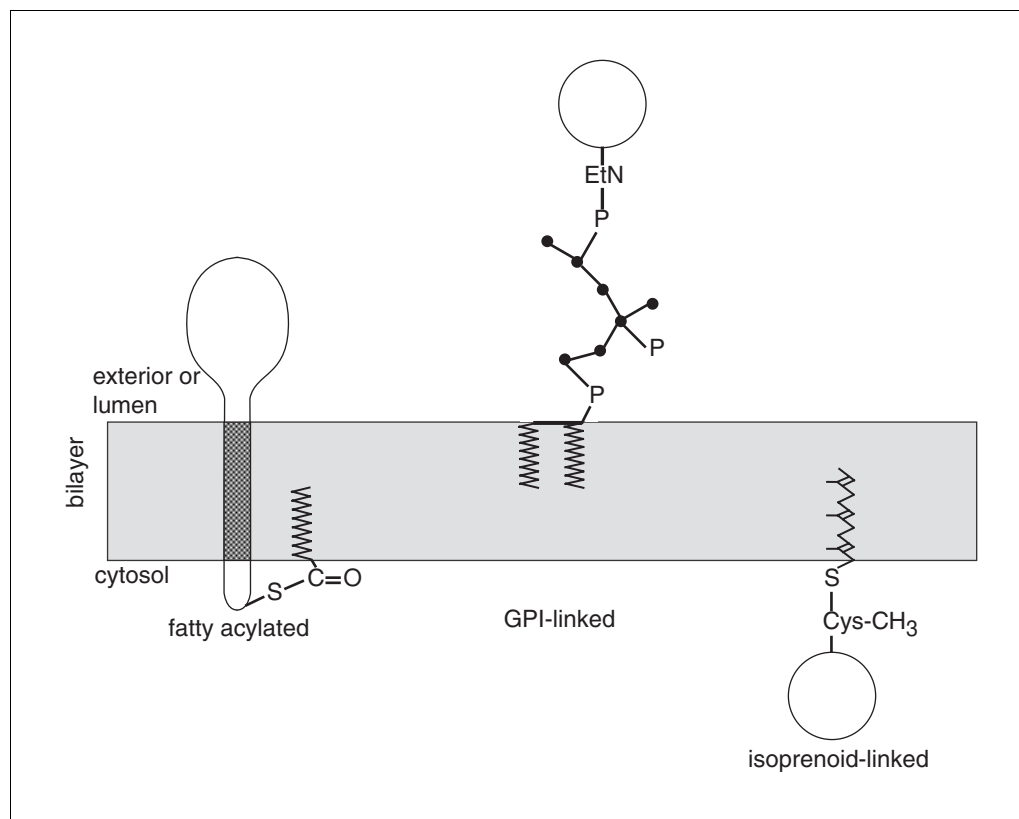 EtN
P
P
P
exterior or
lumen
bilayer
cytosol
S
C=O
fatty acylated
GPI-linked
S
Cys-CH3
isoprenoid-linked